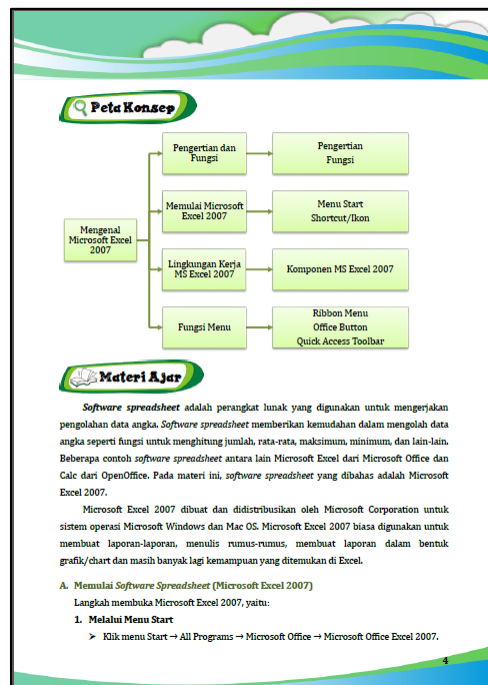 Peta Konsep
Mengenal
Microsoft Excel
2007
Pengertian dan
Fungsi
Pengertian
Fungsi
Memulai Microsoft
Excel 2007
Menu Start
Shortcut/Ikon
Lingkungan Kerja
MS Excel 2007
Komponen MS Excel 2007
Fungsi Menu
Ribbon Menu
Office Button
Quick Access Toolbar
Materi Ajar
Software spreadsheet adalah perangkat lunak yang digunakan untuk mengerjakan
pengolahan data angka. Software spreadsheet memberikan kemudahan dalam mengolah data
angka seperti fungsi untuk menghitung jumlah, rata-rata, maksimum, minimum, dan lain-lain.
Beberapa contoh software spreadsheet antara lain Microsoft Excel dari Microsoft Office dan
Calc dari OpenOffice. Pada materi ini, software spreadsheet yang dibahas adalah Microsoft
Excel 2007.
Microsoft Excel 2007 dibuat dan didistribusikan oleh Microsoft Corporation untuk
sistem operasi Microsoft Windows dan Mac OS. Microsoft Excel 2007 biasa digunakan untuk
membuat laporan-laporan, menulis rumus-rumus, membuat laporan dalam bentuk
grafik/chart dan masih banyak lagi kemampuan yang ditemukan di Excel.
A. Memulai Software Spreadsheet (Microsoft Excel 2007)
Langkah membuka Microsoft Excel 2007, yaitu:
1. Melalui Menu Start
➤ Klik menu Start → All Programs → Microsoft Office → Microsoft Office Excel 2007.
4